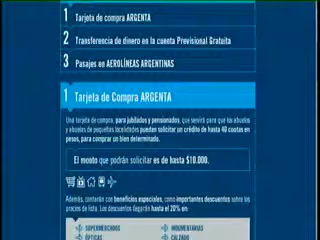 1 Tarjeta de compra ARGENTA
2 Transferencia de dinero en la cuenta Previsional Gratuita
3 Pasajes en AEROLÍNEAS ARGENTINAS
1 Tarjeta de Compra ARGENTA
Una tarjeta de compra, para jubilados y pensionados, que servirá para que los abuelos
y abuelas de pequeñas localidades puedan solicitar un crédito de hasta 40 cuotas en
pesos, para comprar un bien determinado.
El monto que podrán solicitar es de hasta $10.000.
Además, contarán con beneficios especiales, como importantes descuentos sobre los
precios de lista. Los descuentos llegarán hasta el 20% en:
SUPERMERCADOS INDUMENTARIAS
ÓPTICAS CALZADO